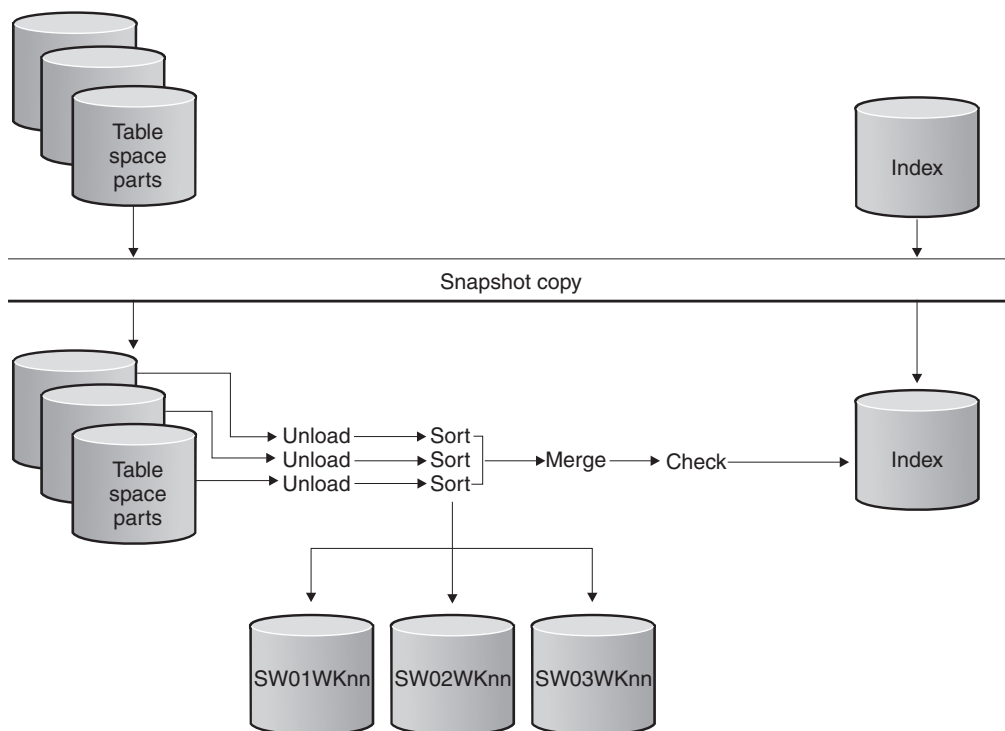 Table
space
parts
Index
Snapshot copy
Table
space
parts
Unload Sort
Unload Sort Merge Check
Unload Sort
Index
SW01WKnn SW02WKnn SW03WKnn